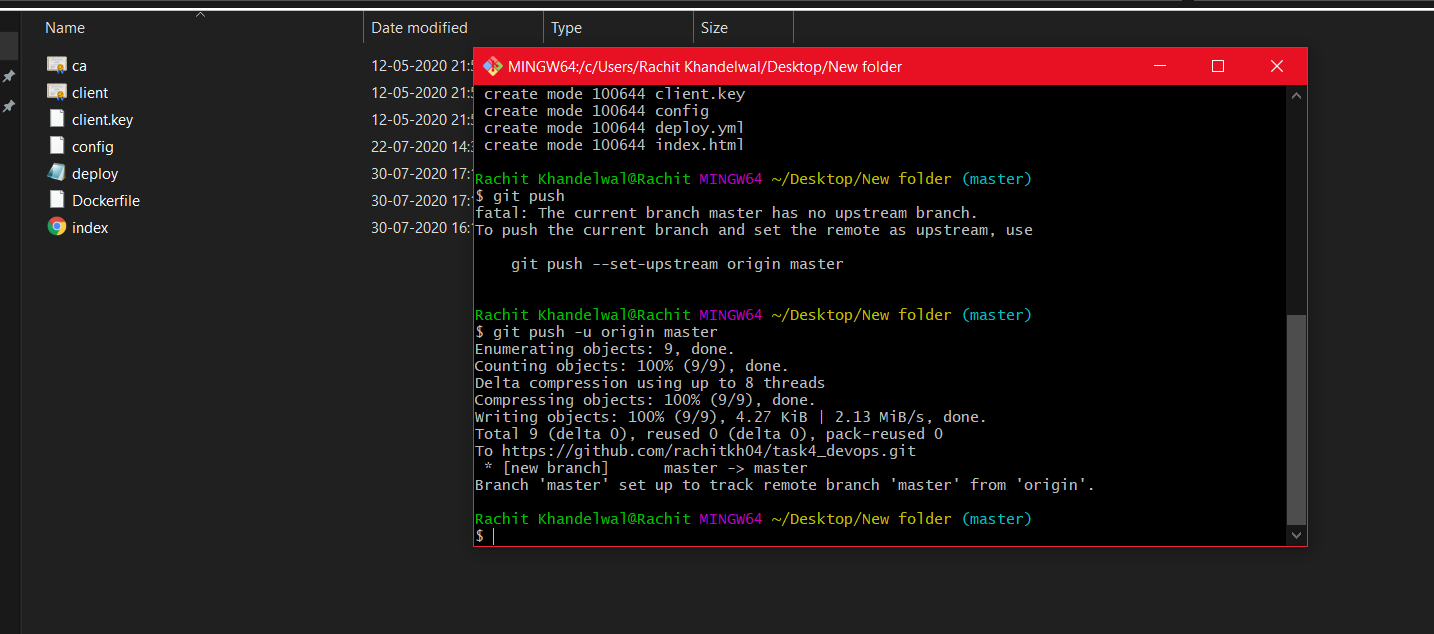 Name Date modified Type Size
ca 12-05-2020 21:5
client 12-05-2020 21:5
client.key 12-05-2020 21:5
config 22-07-2020 14:3
deploy 30-07-2020 17:
Dockerfile 30-07-2020 17:
index 30-07-2020 16:
MINGW64:/c/Users/Rachit Khandelwal/Desktop/New folder
create mode 100644 client.key
create mode 100644 config
create mode 100644 deploy.yml
create mode 100644 index.html
Rachit Khandelwal@Rachit MINGW64 ~/Desktop/New folder (master)
$ git push
fatal: The current branch master has no upstream branch.
To push the current branch and set the remote as upstream, use
git push --set-upstream origin master
Rachit Khandelwal@Rachit MINGW64 ~/Desktop/New folder (master)
$ git push -u origin master
Enumerating objects: 9, done.
Counting objects: 100% (9/9), done.
Delta compression using up to 8 threads
Compressing objects: 100% (9/9), done.
Writing objects: 100% (9/9), 4.27 KiB | 2.13 MiB/s, done.
Total 9 (delta 0), reused 0 (delta 0), pack-reused 0
To https://github.com/rachitkh04/task4_devops.git
* [new branch] master -> master
Branch 'master' set up to track remote branch 'master' from 'origin'.
Rachit Khandelwal@Rachit MINGW64 ~/Desktop/New folder (master)
$